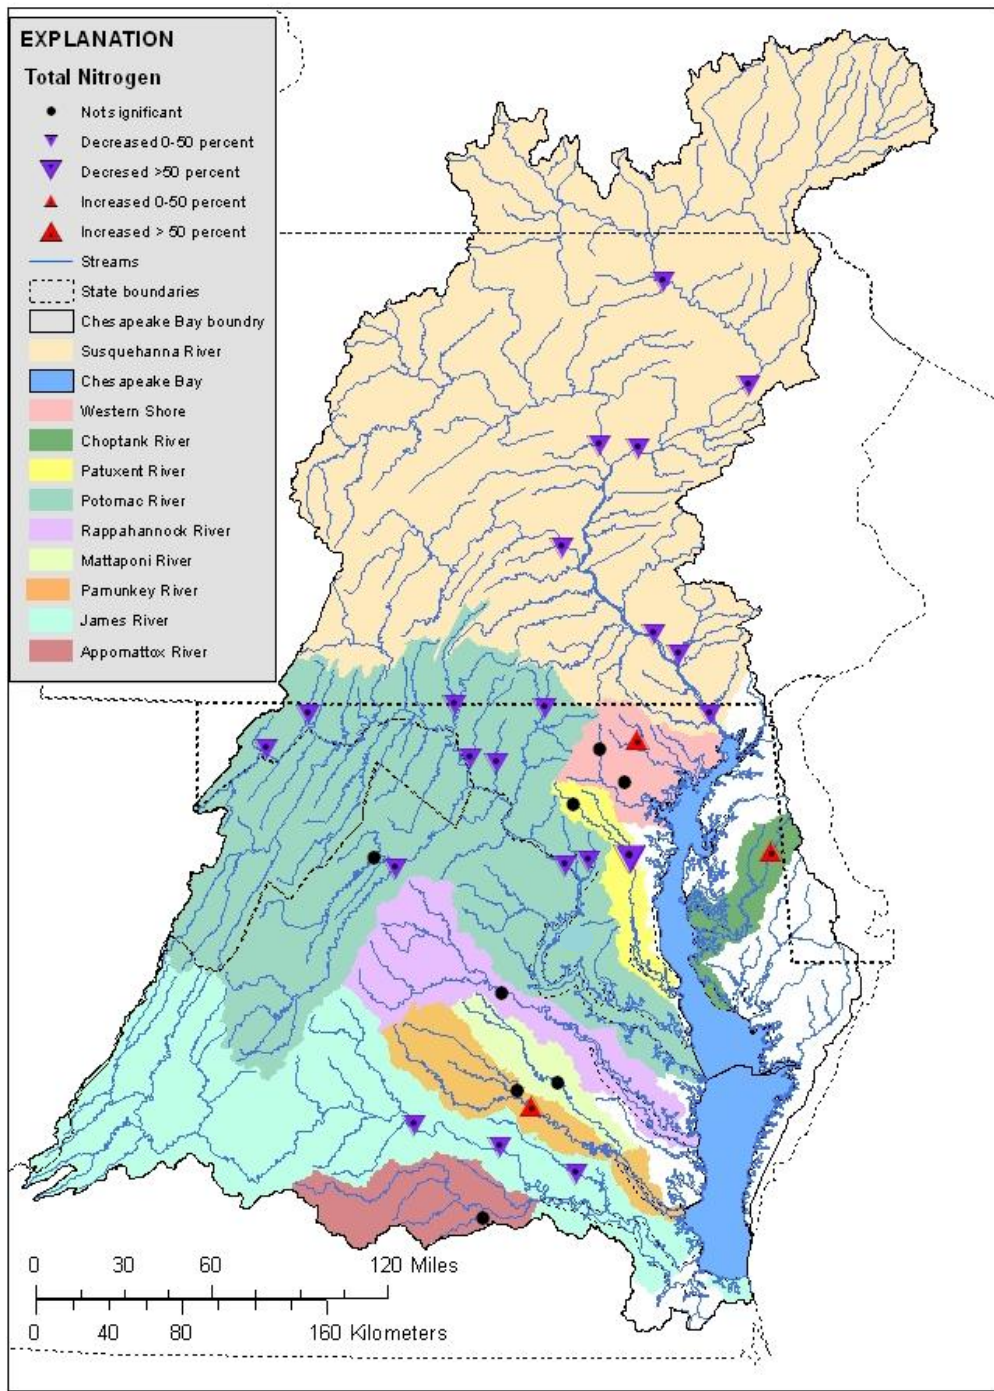 EXPLANATION
Total Nitrogen
Not significant
Decreased 0-50 percent
Decresed >50 percent
Increased 0-50 percent
Increased > 50 percent
Streams
State boundaries
Chesapeake Bay boundry
Susquehanna River
Chesapeake Bay
Western Shore
Choptank River
Patuxent River
Potomac River
Rappahannock River
Mattaponi River
Pamunkey River
James River
Appomattox River
0 30 60 120 Miles
0 40 80 160 Kilometers